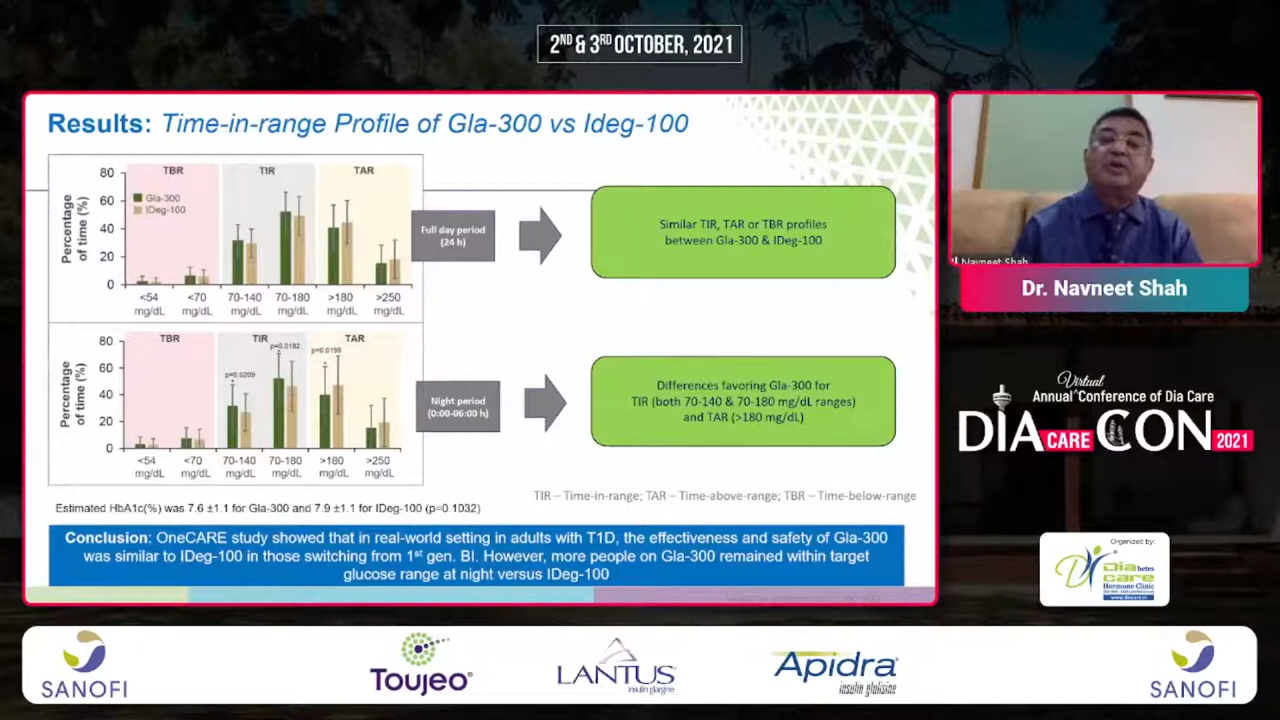 2ND & 3RD OCTOBER, 2021
Results: Time-in-range Profile of Gla-300 vs Ideg-100
Percentage of time (%)
80
60
40
20
0
TBR
TIR
TAR
Gla-300
IDeg-100
<54 mg/dL
<70 mg/dL
70-140 mg/dL
70-180 mg/dL
>180 mg/dL
>250 mg/dL
Full day period
(24 h)
Similar TIR, TAR or TBR profiles
between Gla-300 & IDeg-100
Percentage of time (%)
80
60
40
20
0
TBR
TIR
TAR
p=0.0209
p=0.0182
p=0.0199
<54 mg/dL
<70 mg/dL
70-140 mg/dL
70-180 mg/dL
>180 mg/dL
>250 mg/dL
Night period
(0:00-06:00 h)
Differences favoring Gla-300 for
TIR (both 70-140 & 70-180 mg/dL ranges)
and TAR (>180 mg/dL)
TIR – Time-in-range; TAR – Time-above-range; TBR – Time-below-range
Estimated HbA1c(%) was 7.6 ±1.1 for Gla-300 and 7.9 ±1.1 for IDeg-100 (p=0.1032)
Conclusion: OneCARE study showed that in real-world setting in adults with T1D, the effectiveness and safety of Gla-300
was similar to IDeg-100 in those switching from 1st gen. BI. However, more people on Gla-300 remained within target
glucose range at night versus IDeg-100
Navneet Shah
Dr. Navneet Shah
Virtual
Annual^Conference of Dia Care
DIA CARE CON 2021
Organized by:
Diabetes
care
Hormone Clinic
SANOFI
Toujeo
LANTUS
insulin glargine
Apidra
insulin glulisine
SANOFI